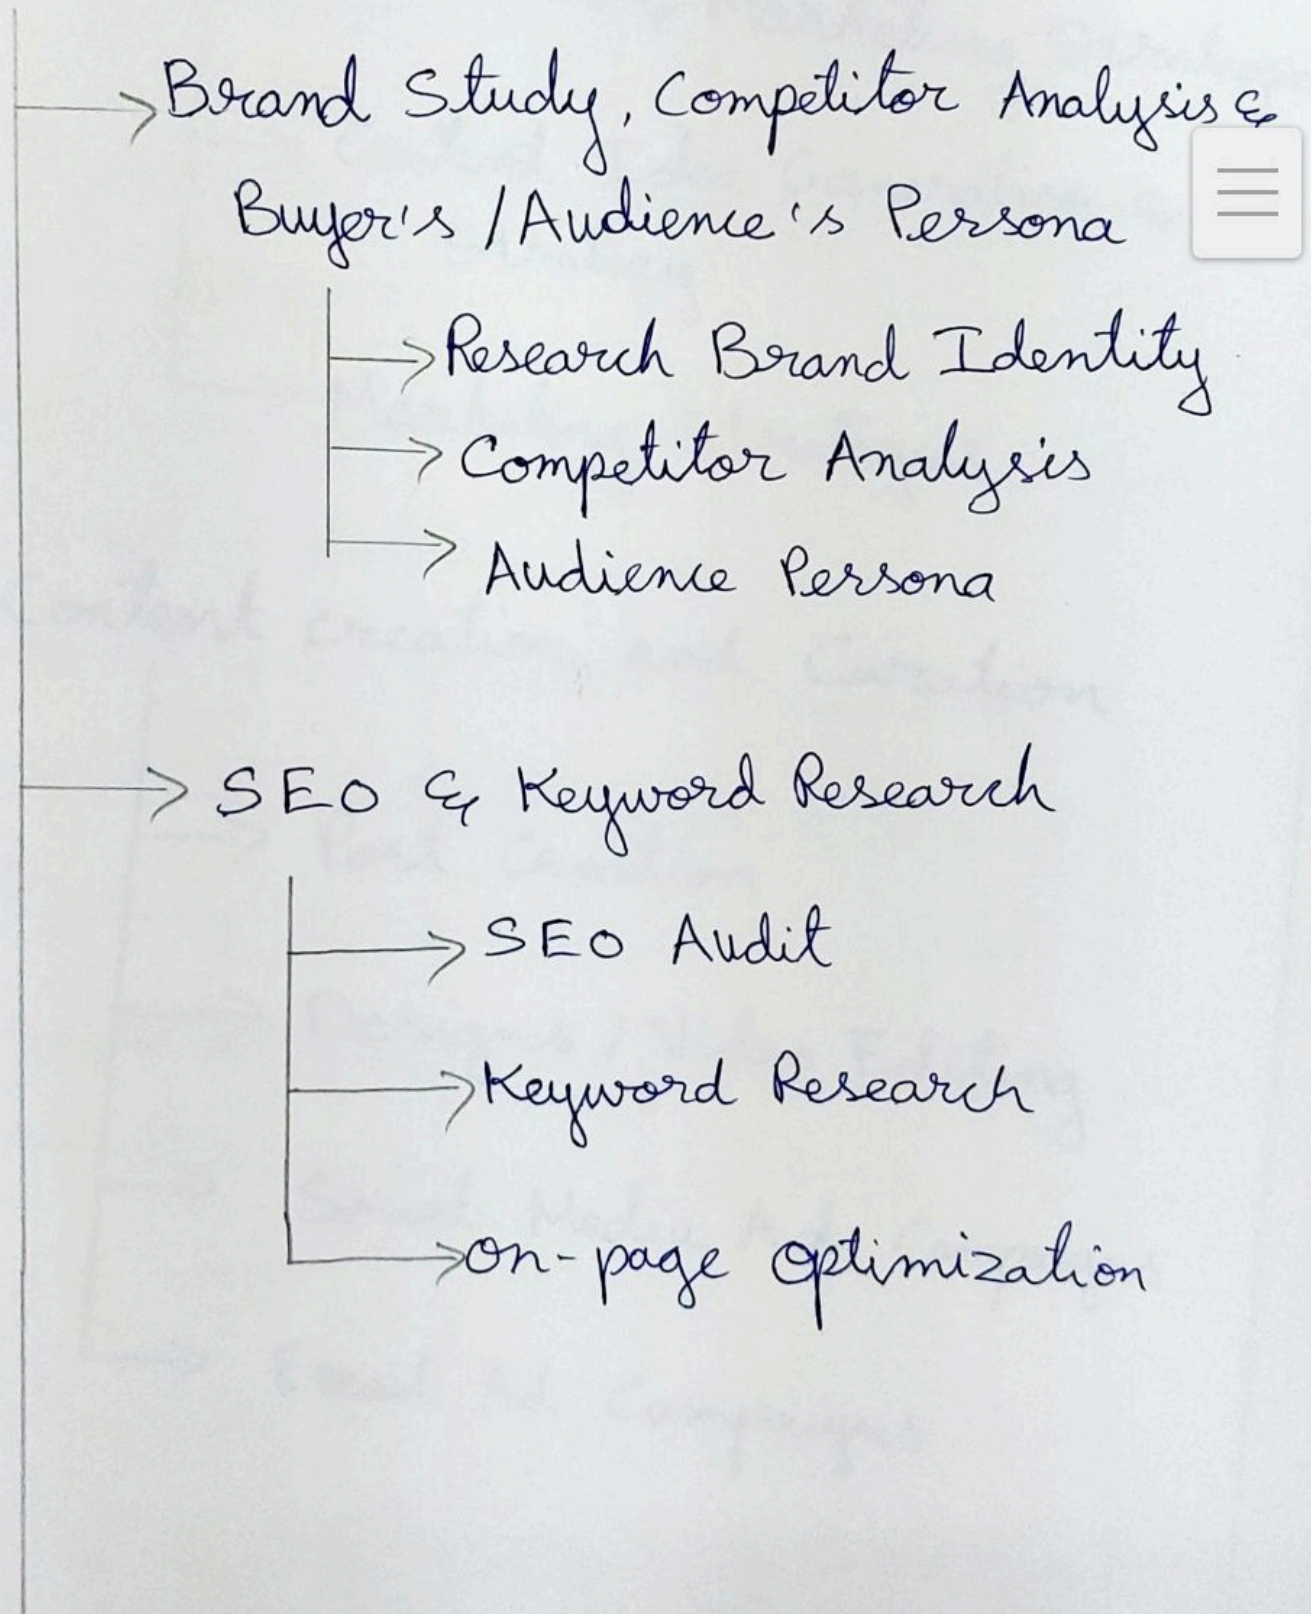 Brand Study, Competitor Analysis &
Buyer's / Audience's Persona
Research Brand Identity
Competitor Analysis
Audience Persona
SEO & Keyword Research
SEO Audit
Keyword Research
On-page Optimization